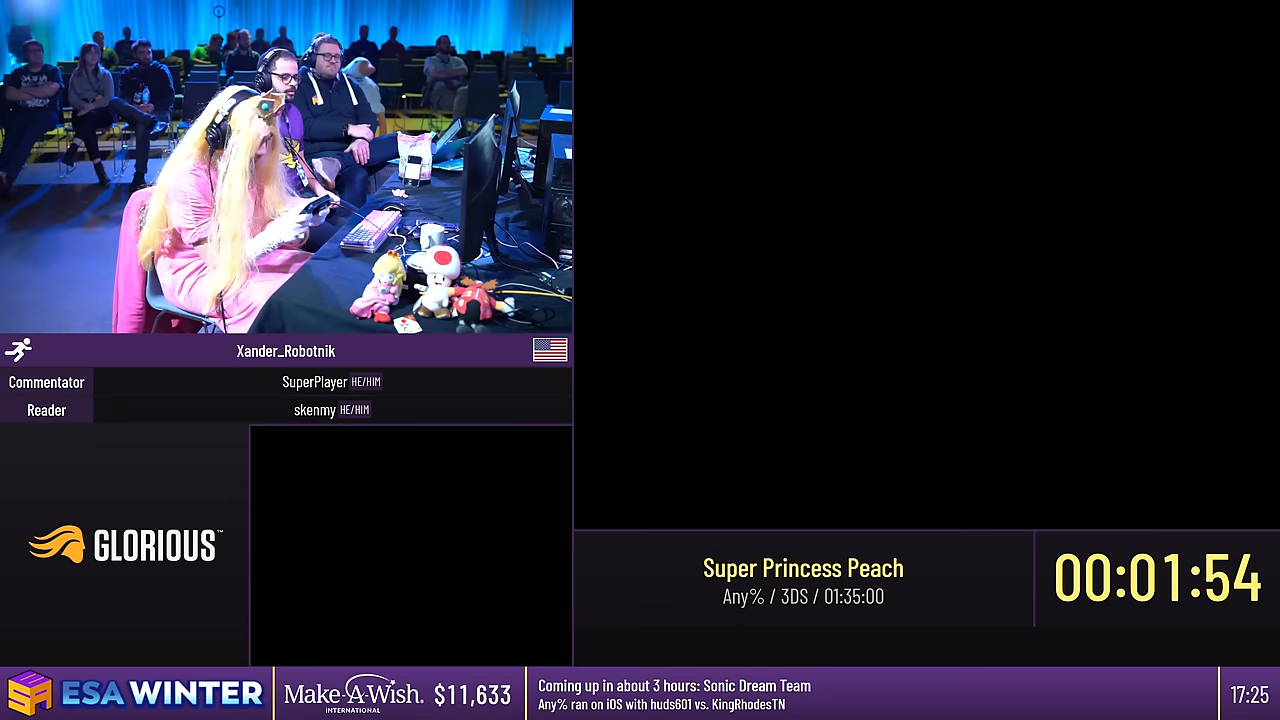 Xander_Robotnik
Commentator
SuperPlayer HE/HIM
Reader
skenmy HE/HIM
GLORIOUS™
Super Princess Peach
Any% / 3DS / 01:35:00
00:01:54
ESA WINTER
Make-A-Wish.
INTERNATIONAL
$11,633
Coming up in about 3 hours: Sonic Dream Team
Any% ran on iOS with huds601 vs. KingRhodesTN
17:25